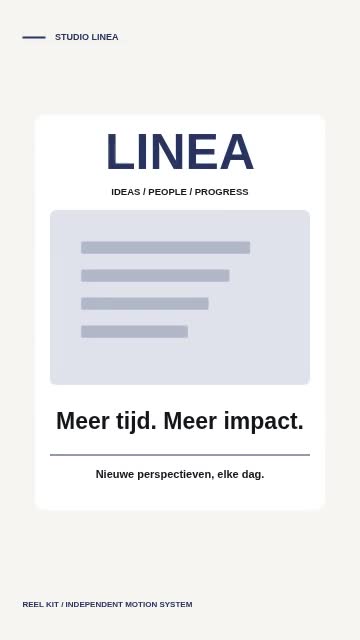 STUDIO LINEA
LINEA
IDEAS / PEOPLE / PROGRESS
Meer tijd. Meer impact.
Nieuwe perspectieven, elke dag.
REEL KIT / INDEPENDENT MOTION SYSTEM